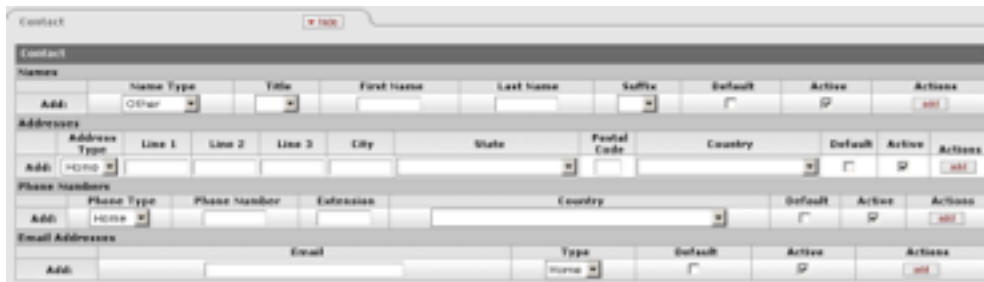 Contact ▼ hide
Contact
Names
Name Type Title First Name Last Name Suffix Default Active Actions
Add: Other add
Addresses
Address Type Line 1 Line 2 Line 3 City State Postal Code Country Default Active Actions
Add: Home add
Phone Numbers
Phone Type Phone Number Extension Country Default Active Actions
Add: Home add
Email Addresses
Email Type Default Active Actions
Add: Home add